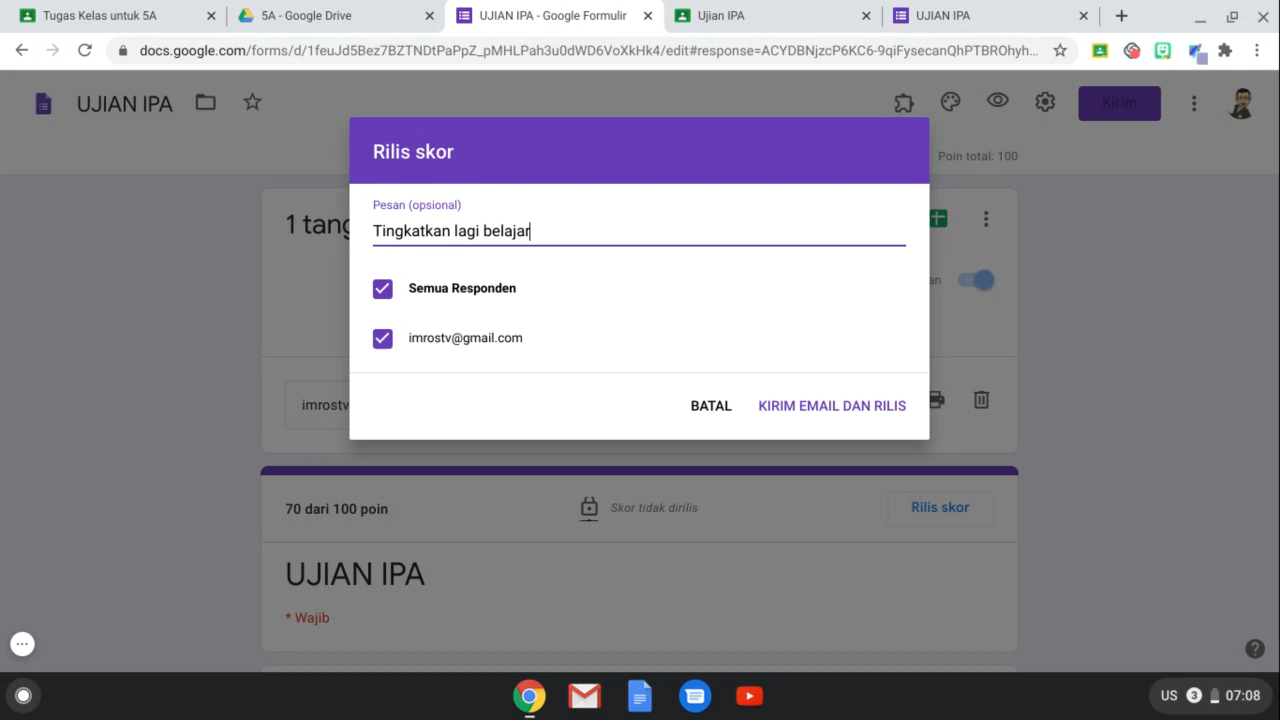 Tugas Kelas untuk 5A
5A - Google Drive
UJIAN IPA - Google Formulir
Ujian IPA
UJIAN IPA
docs.google.com/forms/d/1feuJd5Bez7BZTNDtPaPpZ_pMHLPah3u0dWD6VoXkHk4/edit#response=ACYDBNjzcP6KC6-9qiFysecanQhPTBROhyh...
UJIAN IPA
Kirim
Poin total: 100
Rilis skor
1 tang
Pesan (opsional)
Tingkatkan lagi belajar
an
Semua Responden
imrostv@gmail.com
imrostv
BATAL
KIRIM EMAIL DAN RILIS
70 dari 100 poin
Skor tidak dirilis
Rilis skor
UJIAN IPA
* Wajib
US 3 07:08